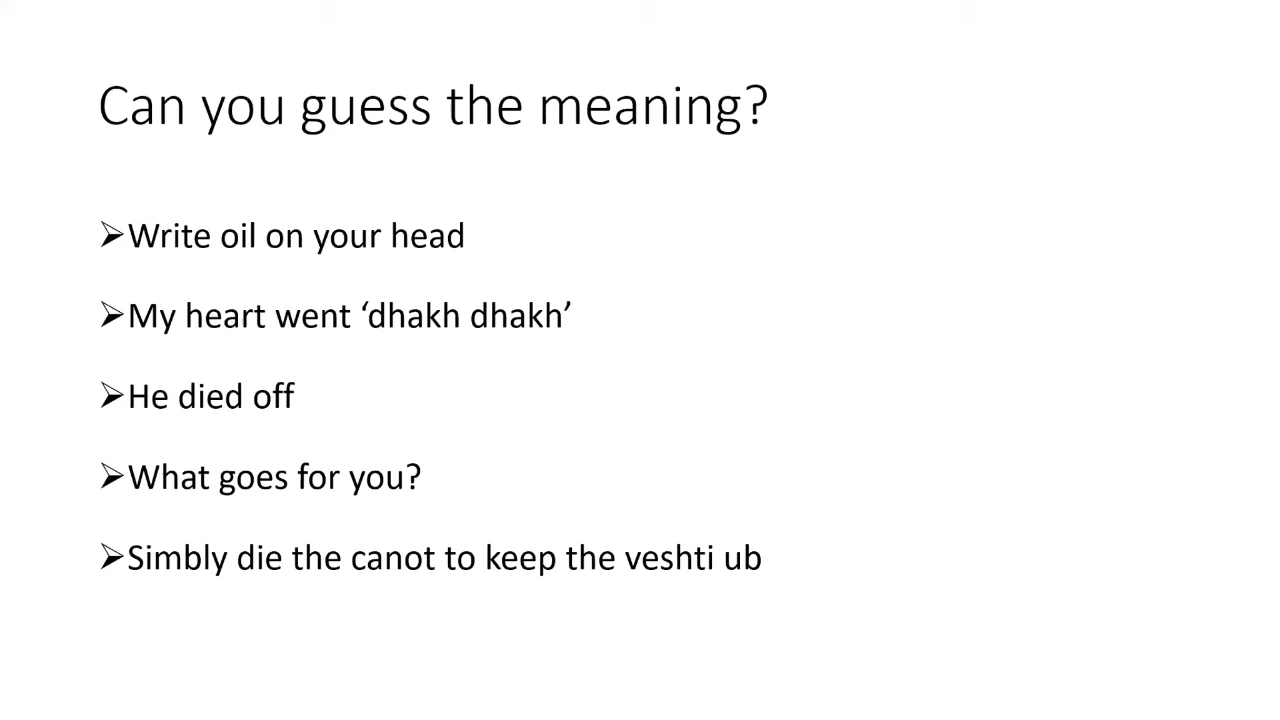 Can you guess the meaning?
➢Write oil on your head
➢My heart went ‘dhakh dhakh’
➢He died off
➢What goes for you?
➢Simbly die the canot to keep the veshti ub